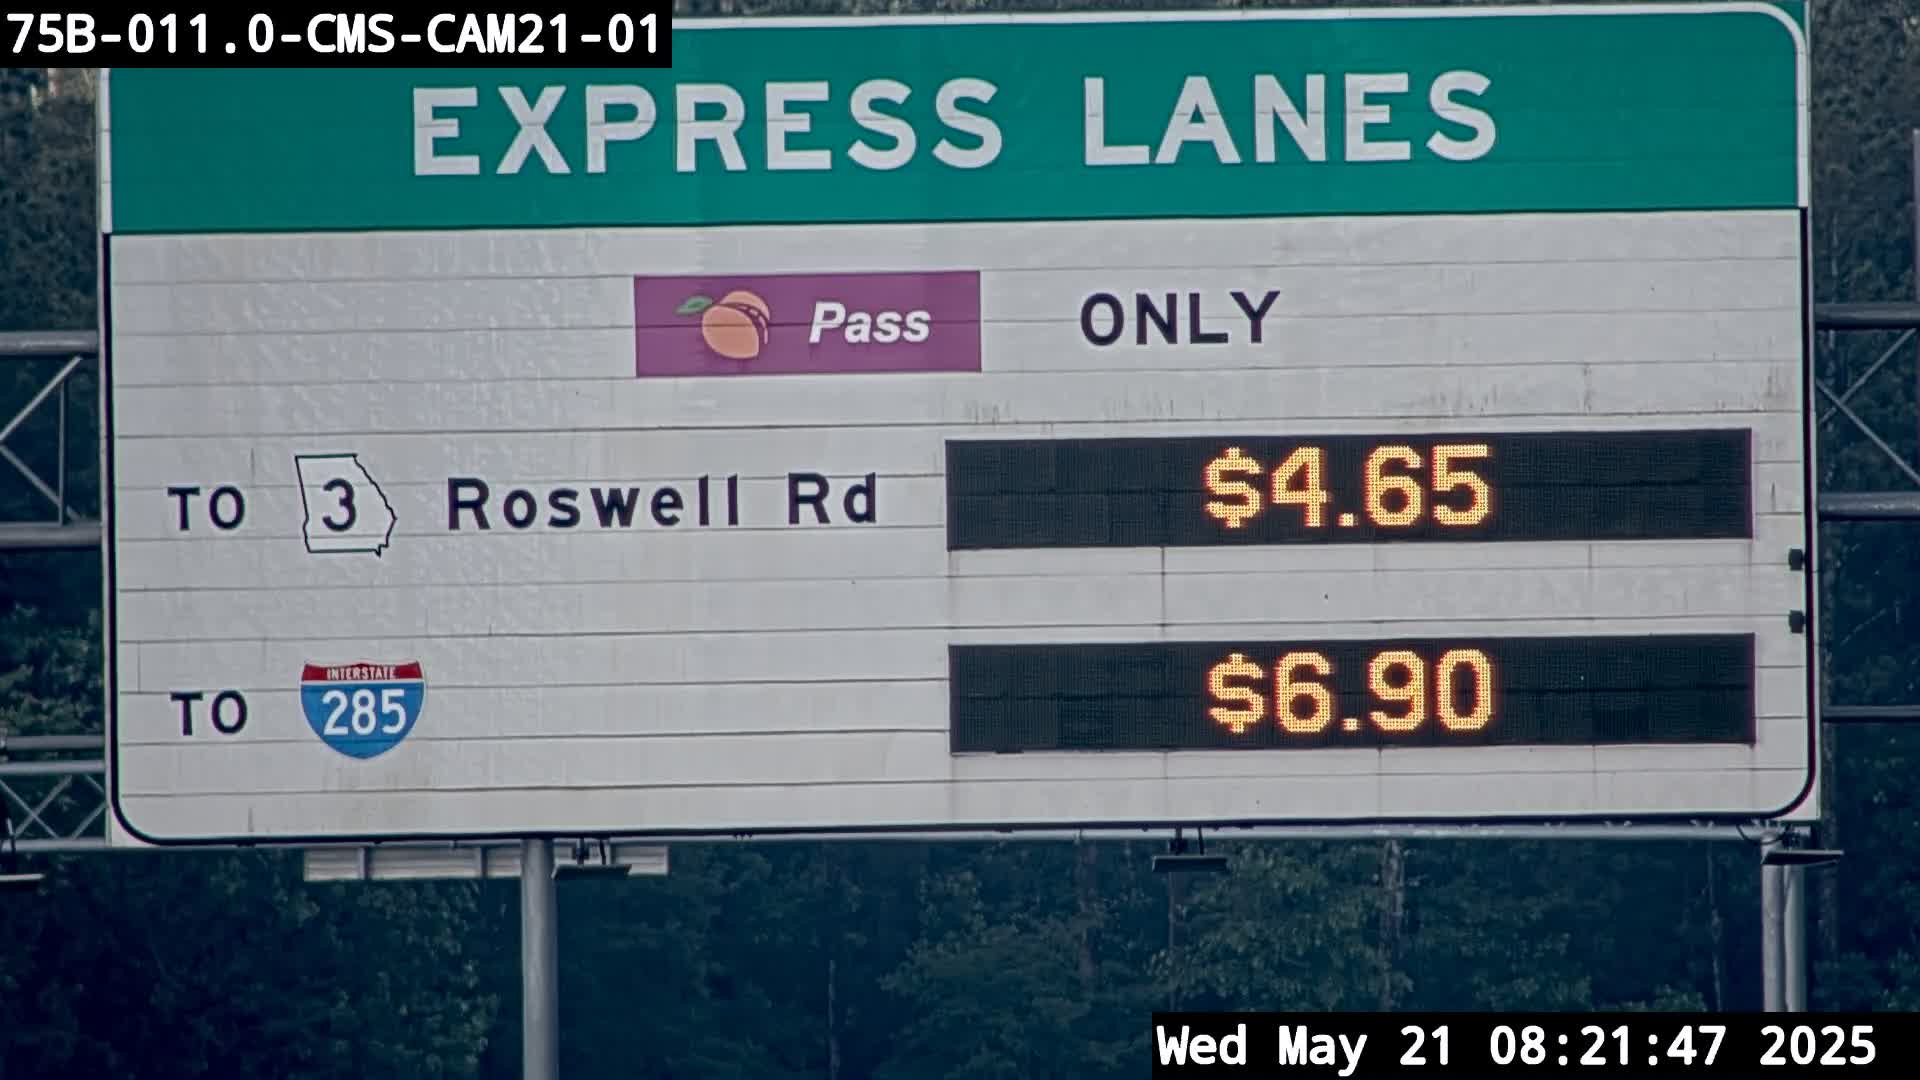 75B-011.0-CMS-CAM21-01
EXPRESS LANES
Pass ONLY
TO 3 Roswell Rd $4.65
TO INTERSTATE 285 $6.90
Wed May 21 08:21:47 2025